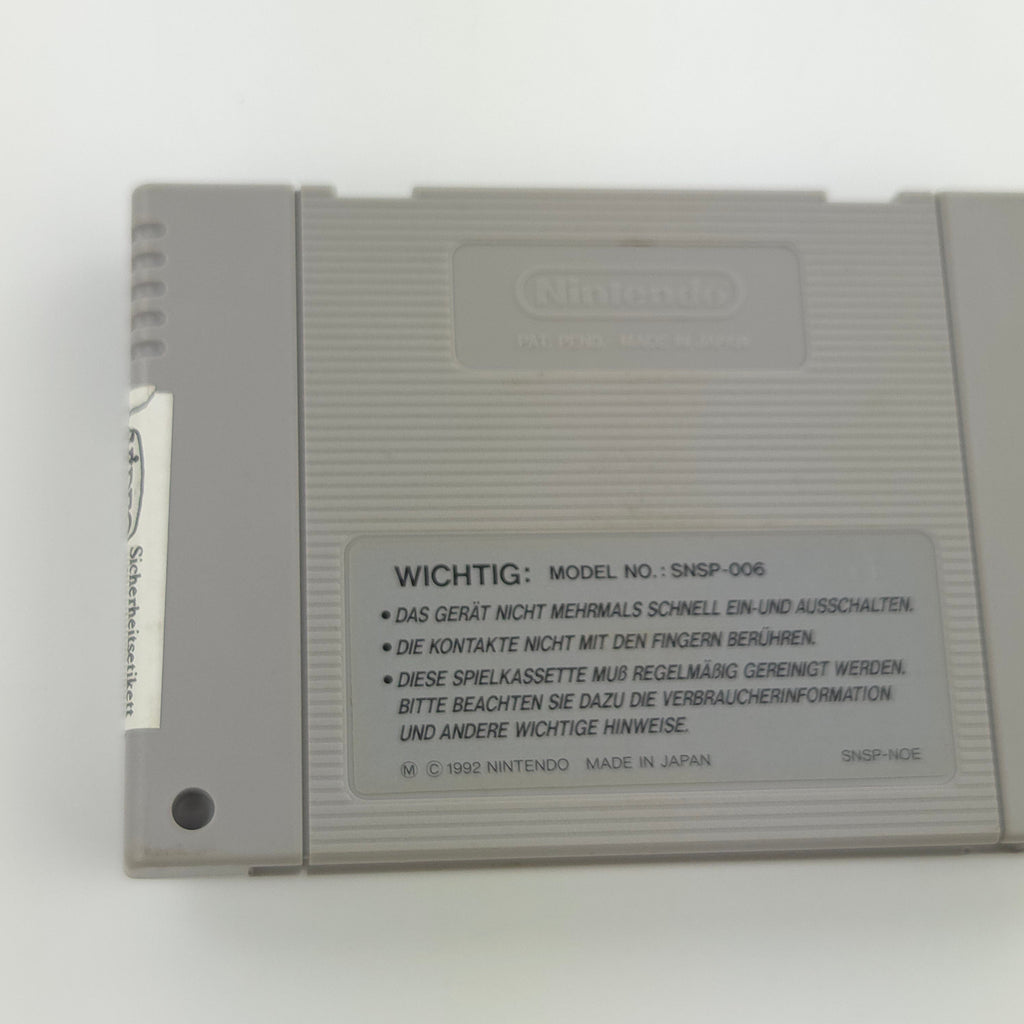 Nintendo
PAT. PEND. MADE IN JAPAN
WICHTIG: MODEL NO.: SNSP-006
• DAS GERÄT NICHT MEHRMALS SCHNELL EIN-UND AUSSCHALTEN.
• DIE KONTAKTE NICHT MIT DEN FINGERN BERÜHREN.
• DIESE SPIELKASSETTE MUß REGELMÄßIG GEREINIGT WERDEN.
BITTE BEACHTEN SIE DAZU DIE VERBRAUCHERINFORMATION
UND ANDERE WICHTIGE HINWEISE.
Ⓜ © 1992 NINTENDO MADE IN JAPAN SNSP-NOE
Sicherheitsetikett